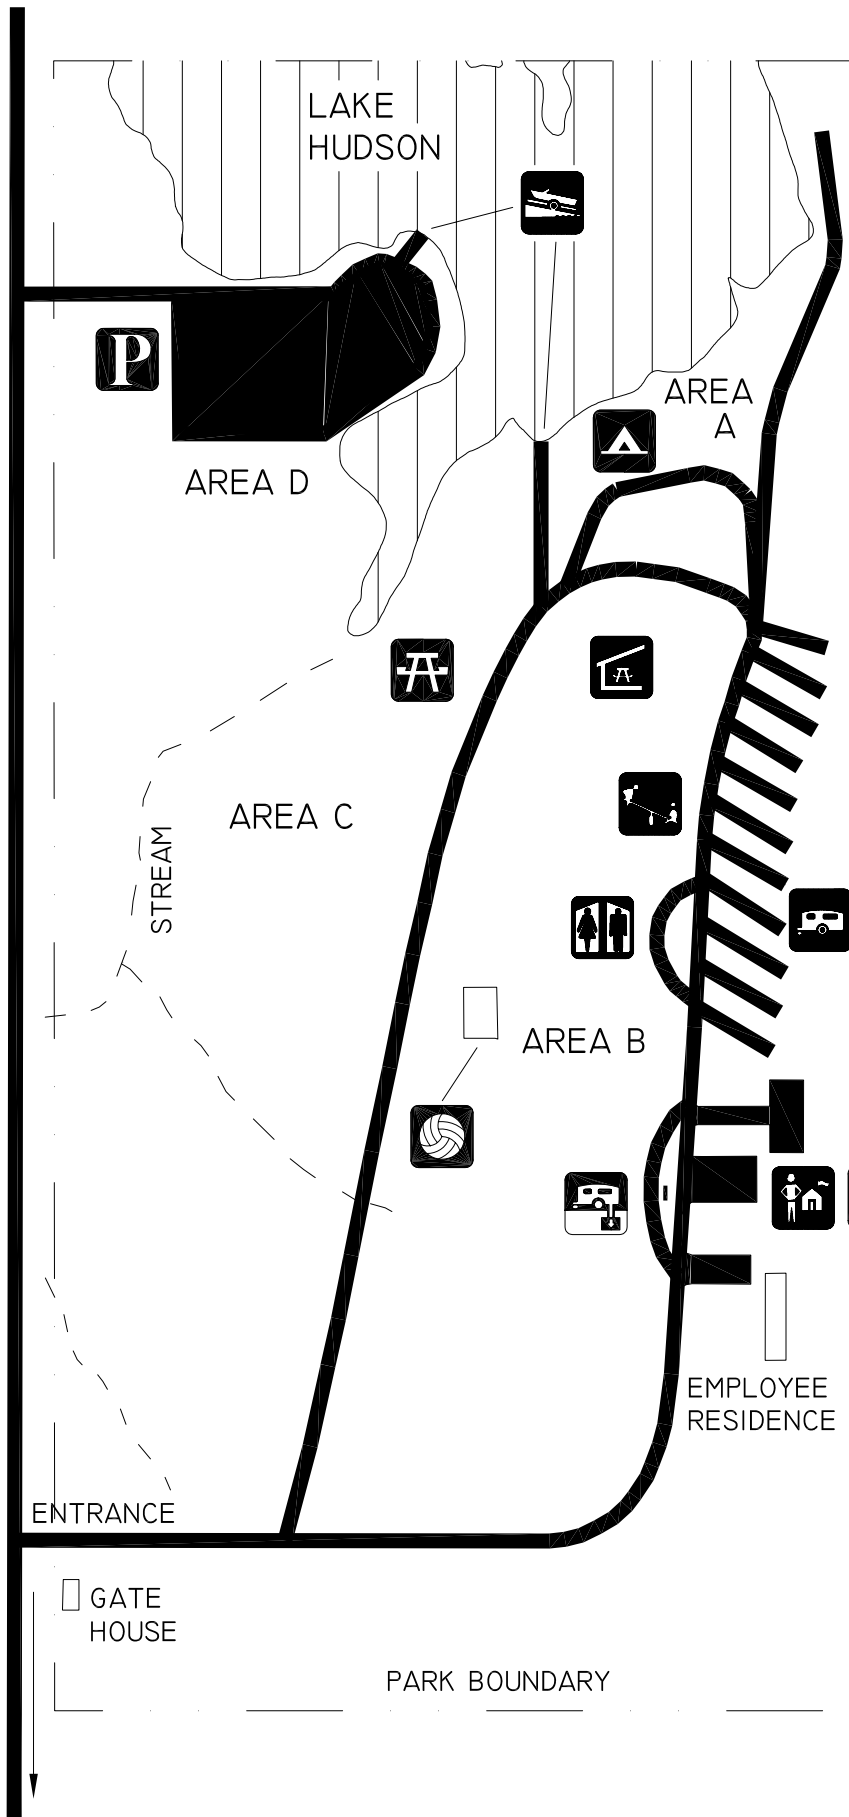 LAKE
HUDSON
P
AREA
A
AREA D
AREA C
STREAM
AREA B
EMPLOYEE
RESIDENCE
ENTRANCE
GATE
HOUSE
PARK BOUNDARY